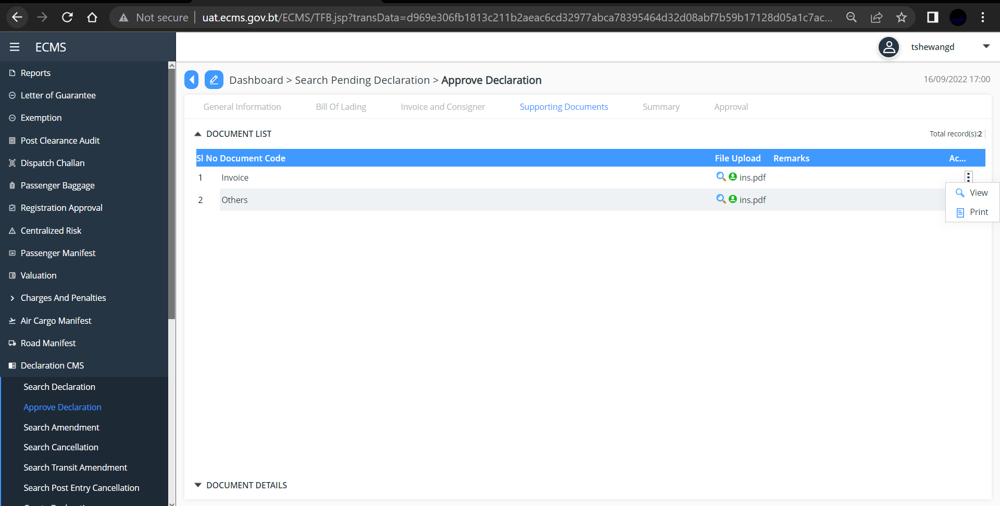 Not secure | uat.ecms.gov.bt/ECMS/TFB.jsp?transData=d969e306fb1813c211b2aeac6cd32977abca78395464d32d08abf7b59b17128d05a1c7ac...
ECMS
tshewangd
Reports
Letter of Guarantee
Exemption
Post Clearance Audit
Dispatch Challan
Passenger Baggage
Registration Approval
Centralized Risk
Passenger Manifest
Valuation
Charges And Penalties
Air Cargo Manifest
Road Manifest
Declaration CMS
Search Declaration
Approve Declaration
Search Amendment
Search Cancellation
Search Transit Amendment
Search Post Entry Cancellation
Dashboard > Search Pending Declaration > Approve Declaration
16/09/2022 17:00
General Information Bill Of Lading Invoice and Consigner Supporting Documents Summary Approval
DOCUMENT LIST
Total record(s):2
Sl No Document Code File Upload Remarks Ac...
1 Invoice ins.pdf
2 Others ins.pdf
View
Print
DOCUMENT DETAILS